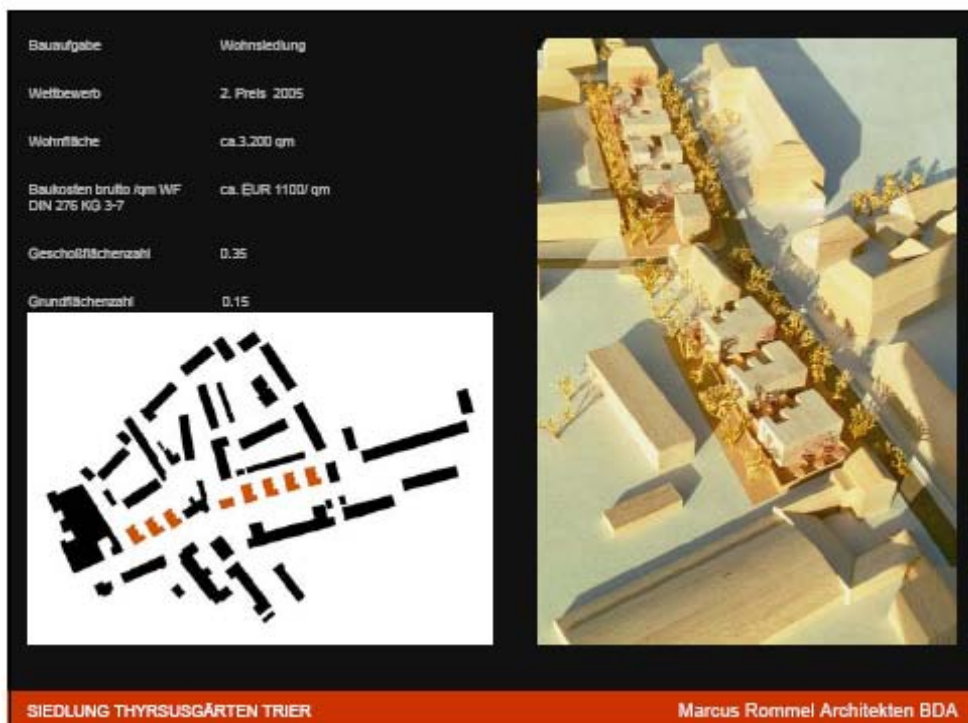 Bauaufgabe Wohnsiedlung
Wettbewerb 2. Preis 2005
Wohnfläche ca.3.200 qm
Baukosten brutto /qm WF ca. EUR 1100/ qm
DIN 276 KG 3-7
Geschoßflächenzahl 0.35
Grundflächenzahl 0.15
SIEDLUNG THYRSUSGÄRTEN TRIER
Marcus Rommel Architekten BDA